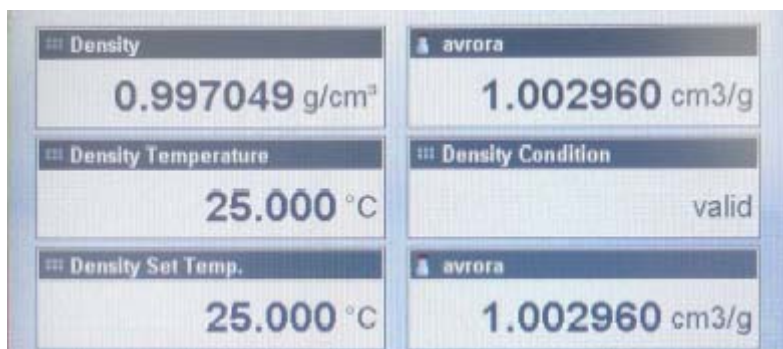 Density
0.997049 g/cm³
avrora
1.002960 cm3/g
Density Temperature
25.000 °C
Density Condition
valid
Density Set Temp.
25.000 °C
avrora
1.002960 cm3/g